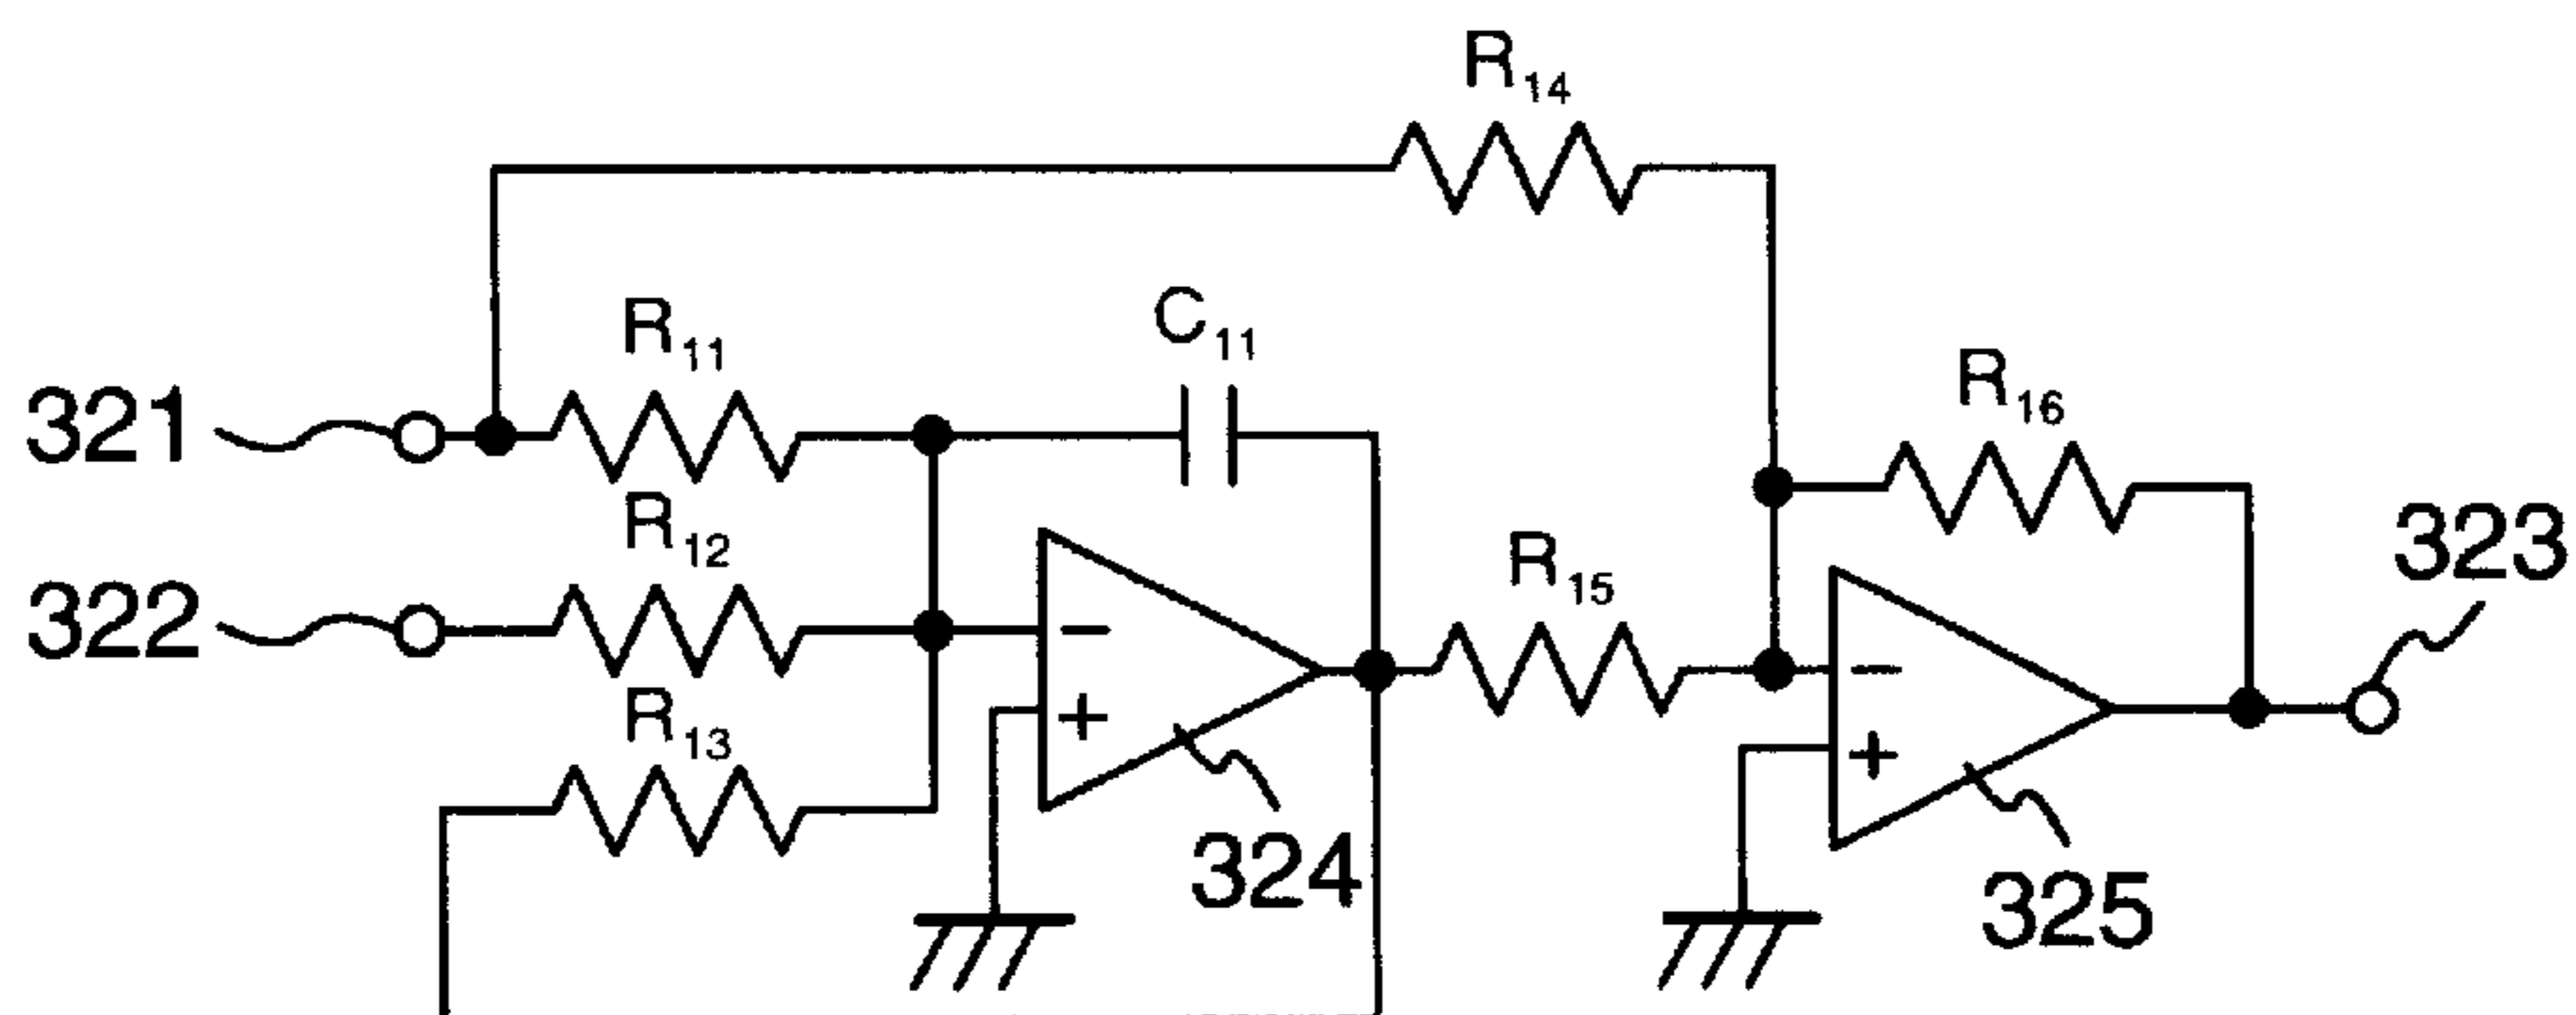 R₁₄
R₁₁
C₁₁
321
R₁₆
R₁₂
323
R₁₅
322
−
−
R₁₃
+
+
324
325